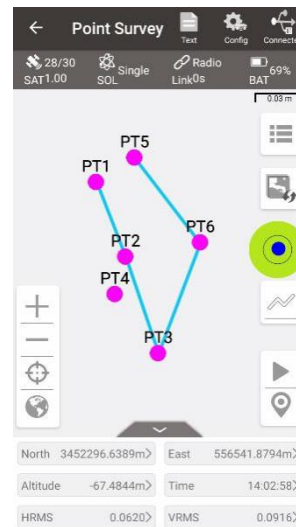 Point Survey
Text Config Connecte
28/30 Single Radio 69%
SAT1.00 SOL Link0s BAT
0.03 m
PT5
PT1
PT6
PT2
PT4
PT3
North 3452296.6389m East 556541.8794m
Altitude -67.4844m Time 14:02:58
HRMS 0.0620 VRMS 0.0916